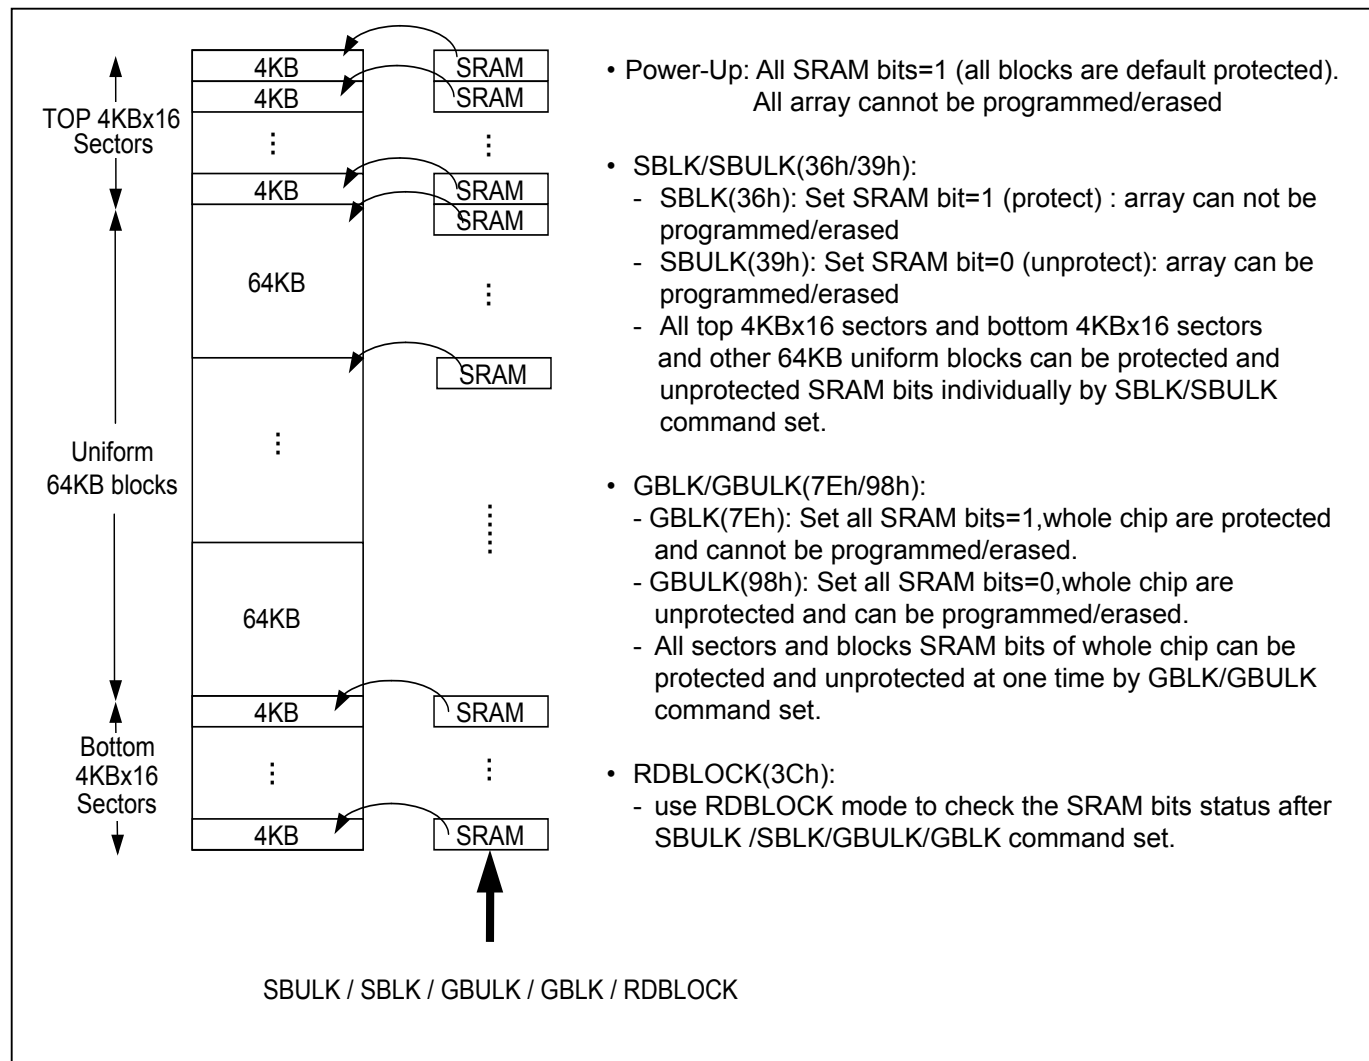 4KB
SRAM
4KB
SRAM
TOP 4KBx16
Sectors
4KB
SRAM
SRAM
64KB
SRAM
Uniform
64KB blocks
64KB
4KB
SRAM
Bottom
4KBx16
Sectors
4KB
SRAM
SBULK / SBLK / GBULK / GBLK / RDBLOCK
• Power-Up: All SRAM bits=1 (all blocks are default protected).
All array cannot be programmed/erased
• SBLK/SBULK(36h/39h):
- SBLK(36h): Set SRAM bit=1 (protect) : array can not be
programmed/erased
- SBULK(39h): Set SRAM bit=0 (unprotect): array can be
programmed/erased
- All top 4KBx16 sectors and bottom 4KBx16 sectors
and other 64KB uniform blocks can be protected and
unprotected SRAM bits individually by SBLK/SBULK
command set.
• GBLK/GBULK(7Eh/98h):
- GBLK(7Eh): Set all SRAM bits=1,whole chip are protected
and cannot be programmed/erased.
- GBULK(98h): Set all SRAM bits=0,whole chip are
unprotected and can be programmed/erased.
- All sectors and blocks SRAM bits of whole chip can be
protected and unprotected at one time by GBLK/GBULK
command set.
• RDBLOCK(3Ch):
- use RDBLOCK mode to check the SRAM bits status after
SBULK /SBLK/GBULK/GBLK command set.